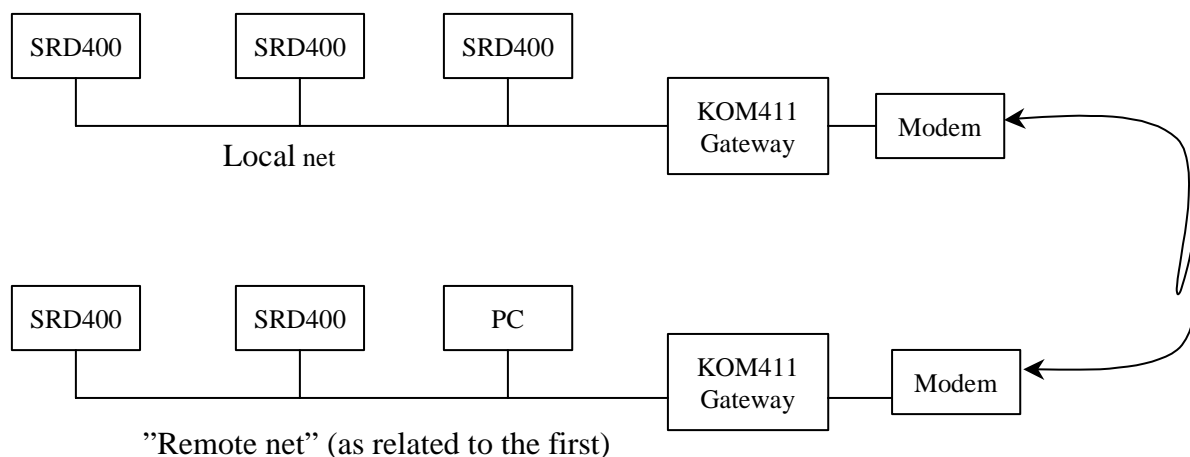 SRD400
SRD400
SRD400
KOM411
Gateway
Modem
Local net
SRD400
SRD400
PC
KOM411
Gateway
Modem
”Remote net” (as related to the first)